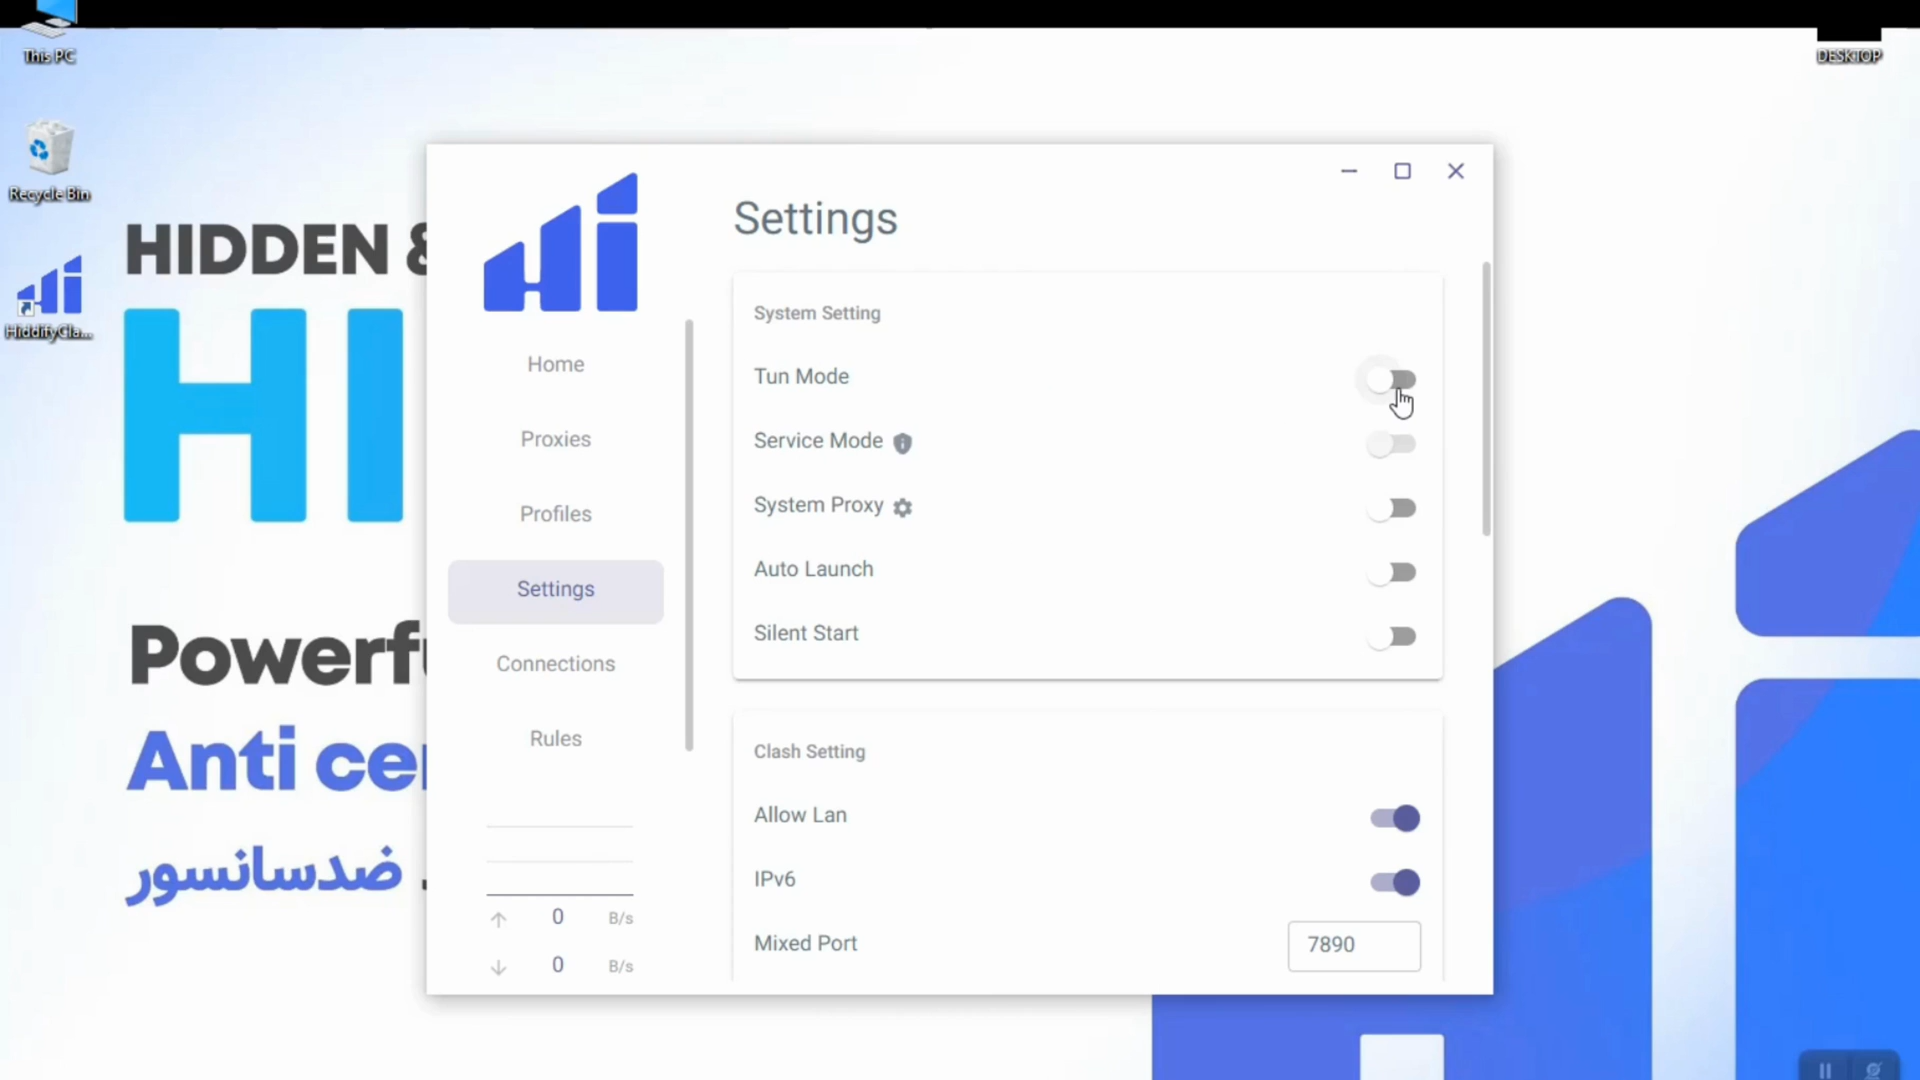 This PC
DESKTOP
Recycle Bin
HiddifyCla...
HIDDEN &
HI
Powerf
Anti ce
ضدسانسور
Home
Proxies
Profiles
Settings
Connections
Rules
0 B/s
0 B/s
Settings
System Setting
Tun Mode
Service Mode
System Proxy
Auto Launch
Silent Start
Clash Setting
Allow Lan
IPv6
Mixed Port
7890